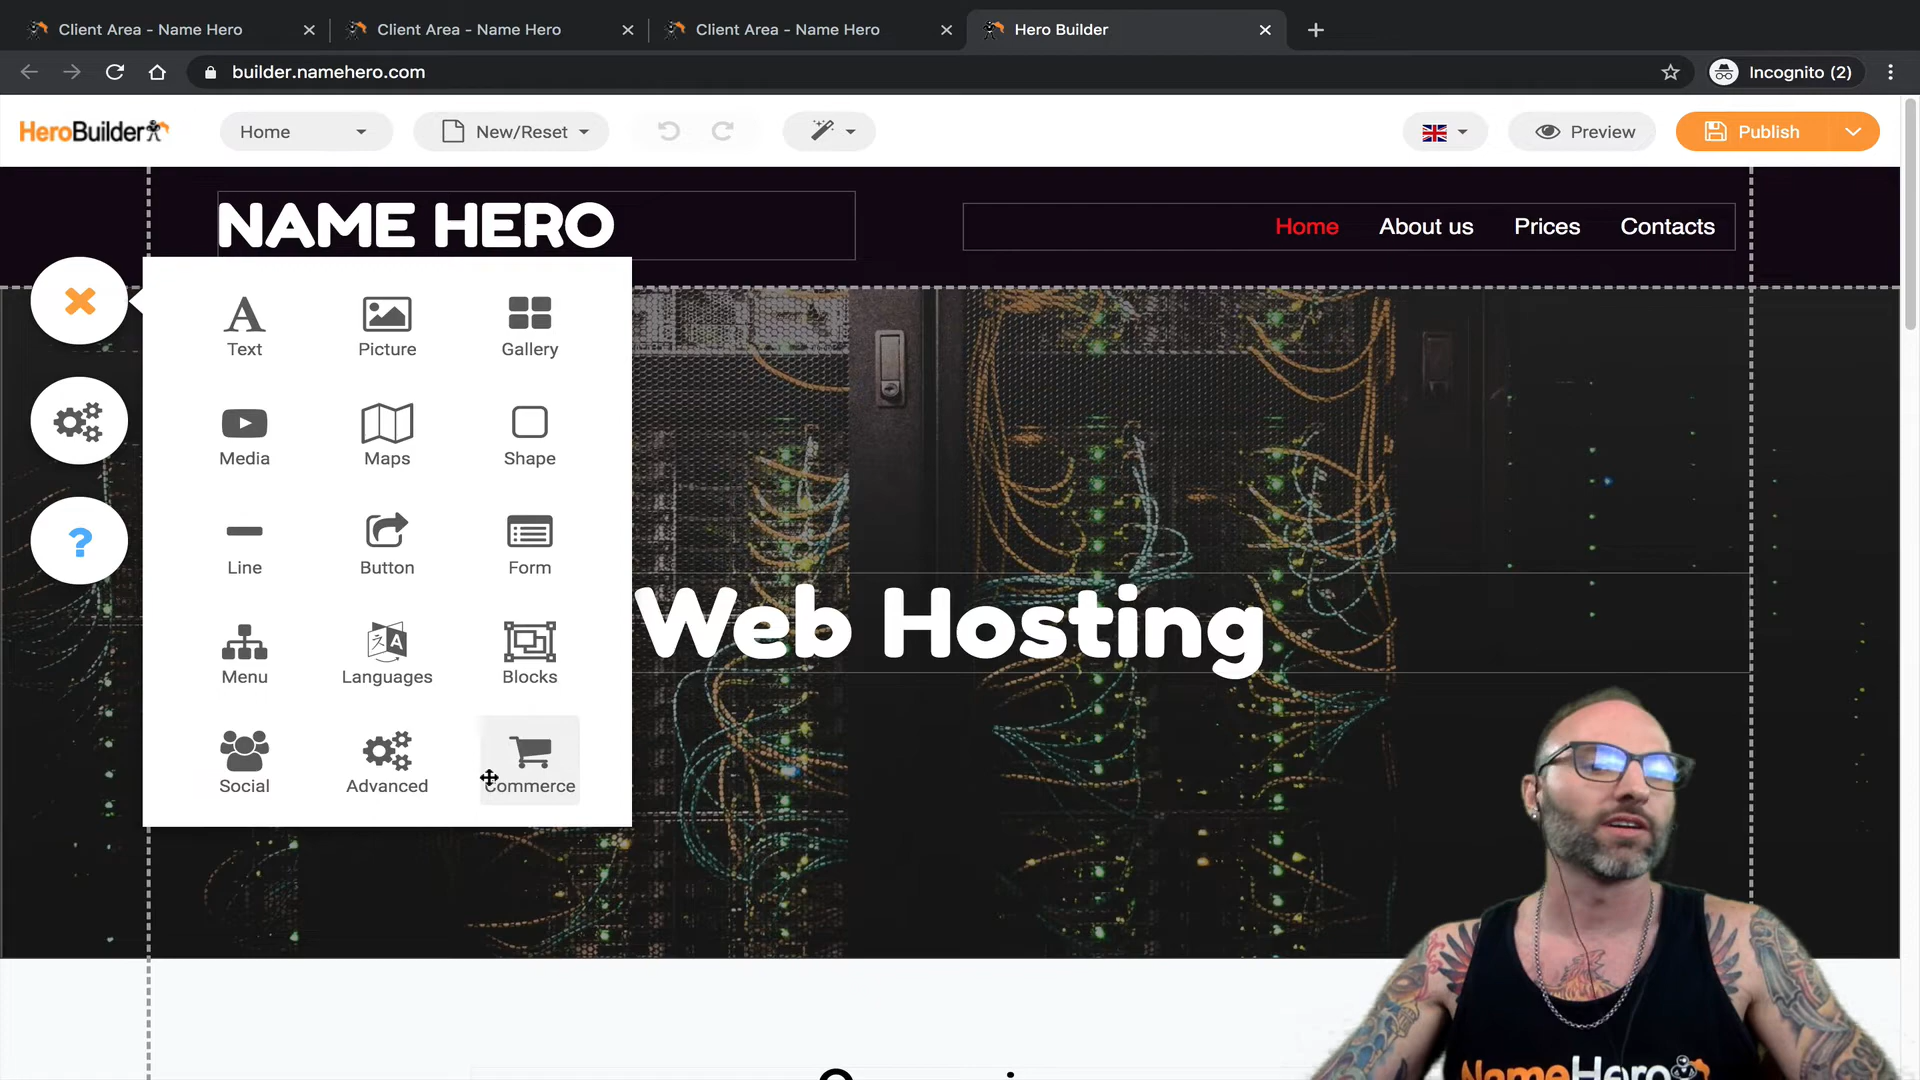 Client Area - Name Hero
Client Area - Name Hero
Client Area - Name Hero
Hero Builder
builder.namehero.com
Incognito (2)
HeroBuilder
Home
New/Reset
Preview
Publish
NAME HERO
Home
About us
Prices
Contacts
Text
Picture
Gallery
Media
Maps
Shape
Line
Button
Form
Web Hosting
Menu
Languages
Blocks
Social
Advanced
Commerce
NameHero